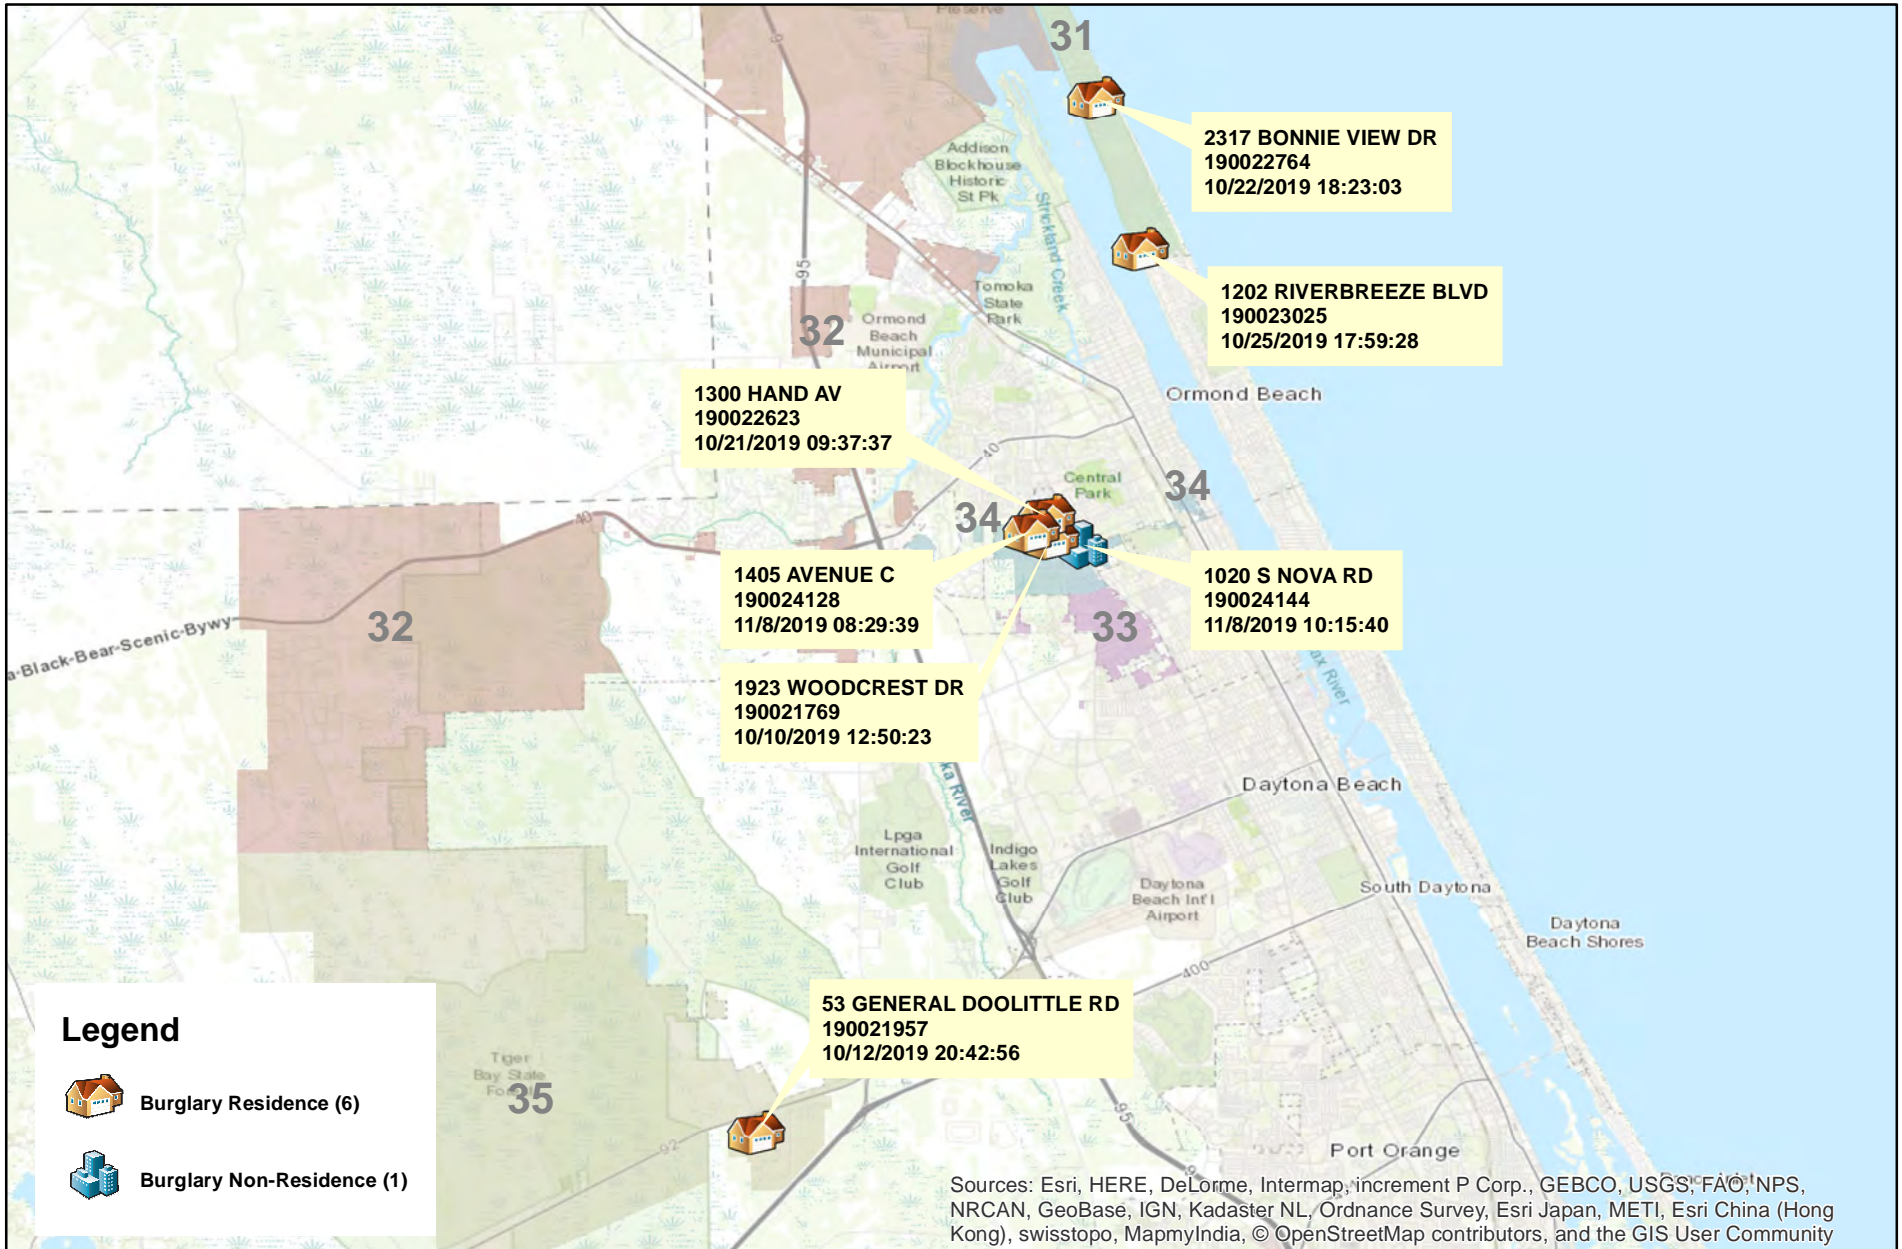 Preserve
31
2317 BONNIE VIEW DR
190022764
10/22/2019 18:23:03
Addison
Blockhouse
Historic
St Pk
Strickland Creek
1202 RIVERBREEZE BLVD
190023025
10/25/2019 17:59:28
95
Tomoka
State
Park
32
Ormond
Beach
Municipal
Airport
1300 HAND AV
190022623
10/21/2019 09:37:37
Ormond Beach
40
Central
Park
34
34
40
1405 AVENUE C
190024128
11/8/2019 08:29:39
1020 S NOVA RD
190024144
11/8/2019 10:15:40
32
33
a-Black-Bear-Scenic-Bywy
ax River
1923 WOODCREST DR
190021769
10/10/2019 12:50:23
ka River
Daytona Beach
Lpga
International
Golf
Club
Indigo
Lakes
Golf
Club
Daytona
Beach Int'l
Airport
South Daytona
Daytona
Beach Shores
400
53 GENERAL DOOLITTLE RD
190021957
10/12/2019 20:42:56
Legend
Burglary Residence (6)
Burglary Non-Residence (1)
Tiger
Bay State
35
92
95
Port Orange
Sources: Esri, HERE, DeLorme, Intermap, increment P Corp., GEBCO, USGS, FAO, NPS,
NRCAN, GeoBase, IGN, Kadaster NL, Ordnance Survey, Esri Japan, METI, Esri China (Hong
Kong), swisstopo, MapmyIndia, © OpenStreetMap contributors, and the GIS User Community